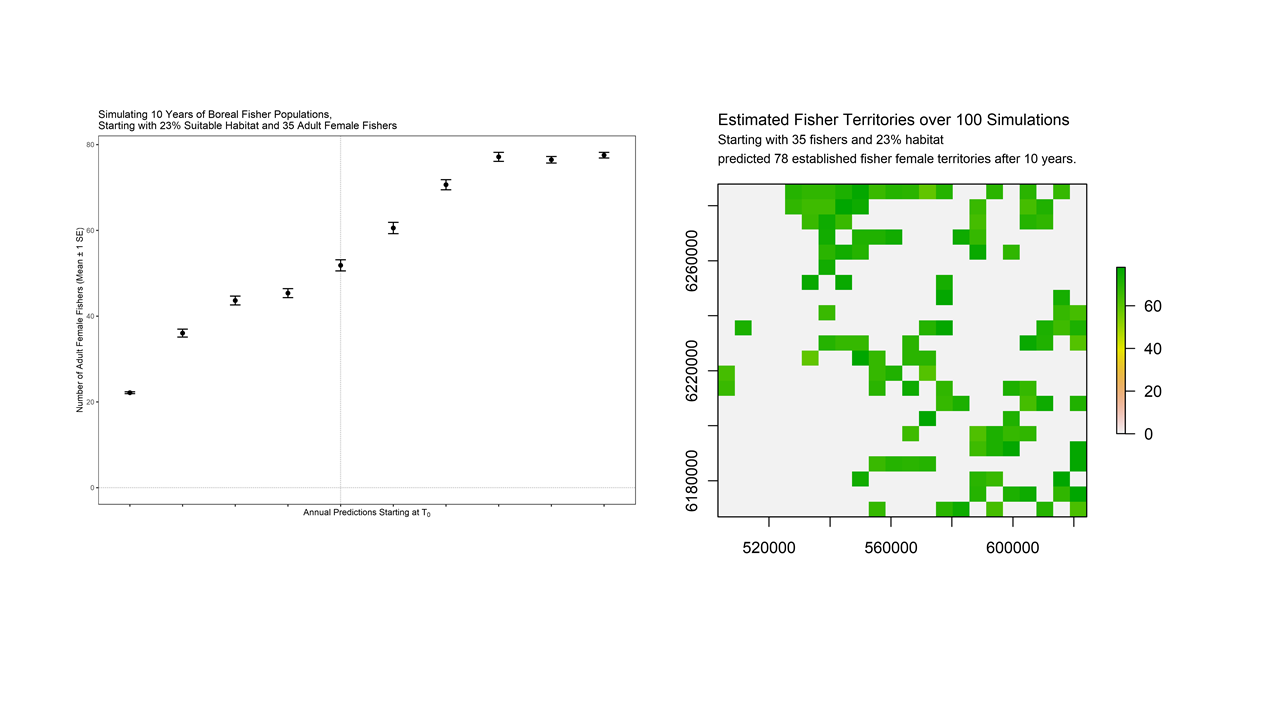 Simulating 10 Years of Boreal Fisher Populations,
Starting with 23% Suitable Habitat and 35 Adult Female Fishers
Number of Adult Female Fishers (Mean ± 1 SE)
80
60
40
20
0
Annual Predictions Starting at T₀
Estimated Fisher Territories over 100 Simulations
Starting with 35 fishers and 23% habitat
predicted 78 established fisher female territories after 10 years.
6260000
6220000
6180000
520000
560000
600000
60
40
20
0